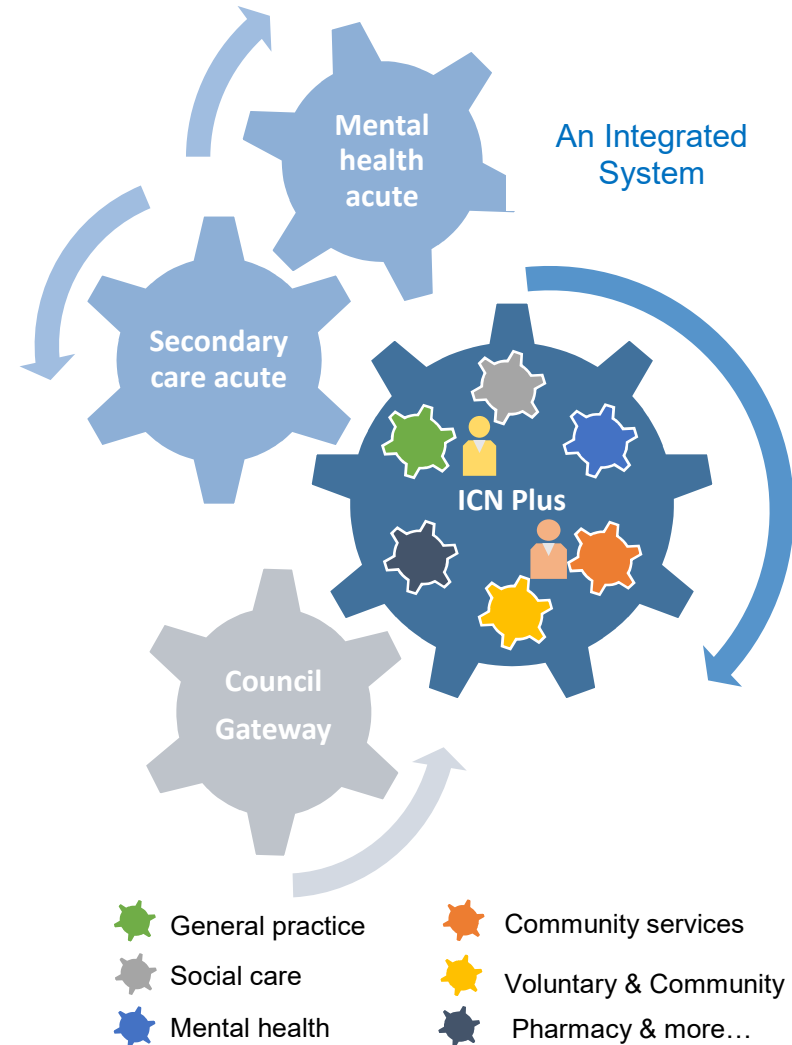 Mental
health
acute
An Integrated
System
Secondary
care acute
ICN Plus
Council
Gateway
General practice
Community services
Social care
Voluntary & Community
Mental health
Pharmacy & more…